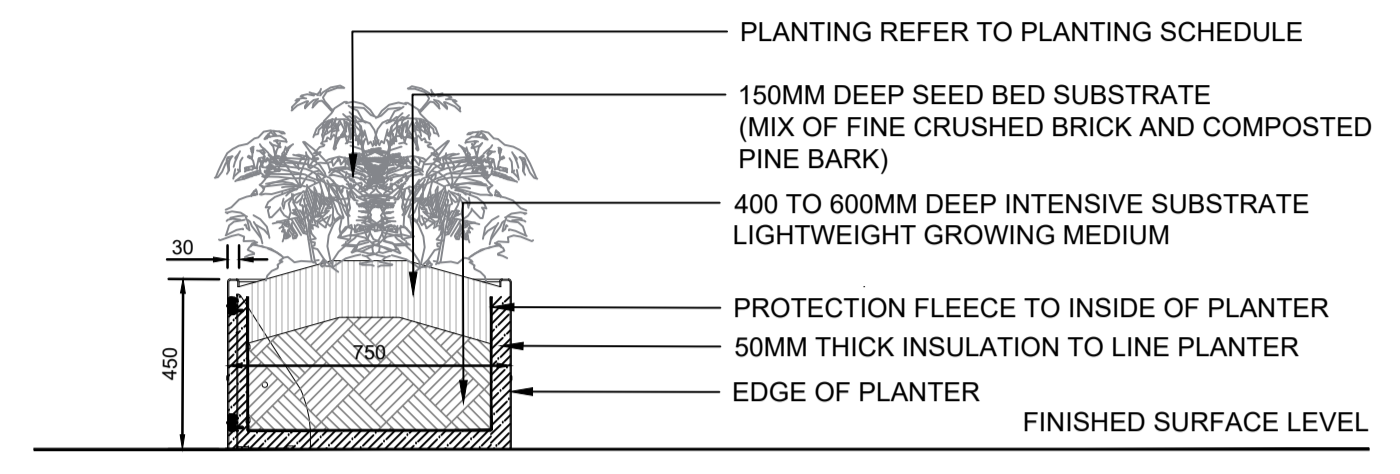 PLANTING REFER TO PLANTING SCHEDULE
150MM DEEP SEED BED SUBSTRATE
(MIX OF FINE CRUSHED BRICK AND COMPOSTED
PINE BARK)
400 TO 600MM DEEP INTENSIVE SUBSTRATE
LIGHTWEIGHT GROWING MEDIUM
30
PROTECTION FLEECE TO INSIDE OF PLANTER
50MM THICK INSULATION TO LINE PLANTER
750
450
EDGE OF PLANTER
FINISHED SURFACE LEVEL